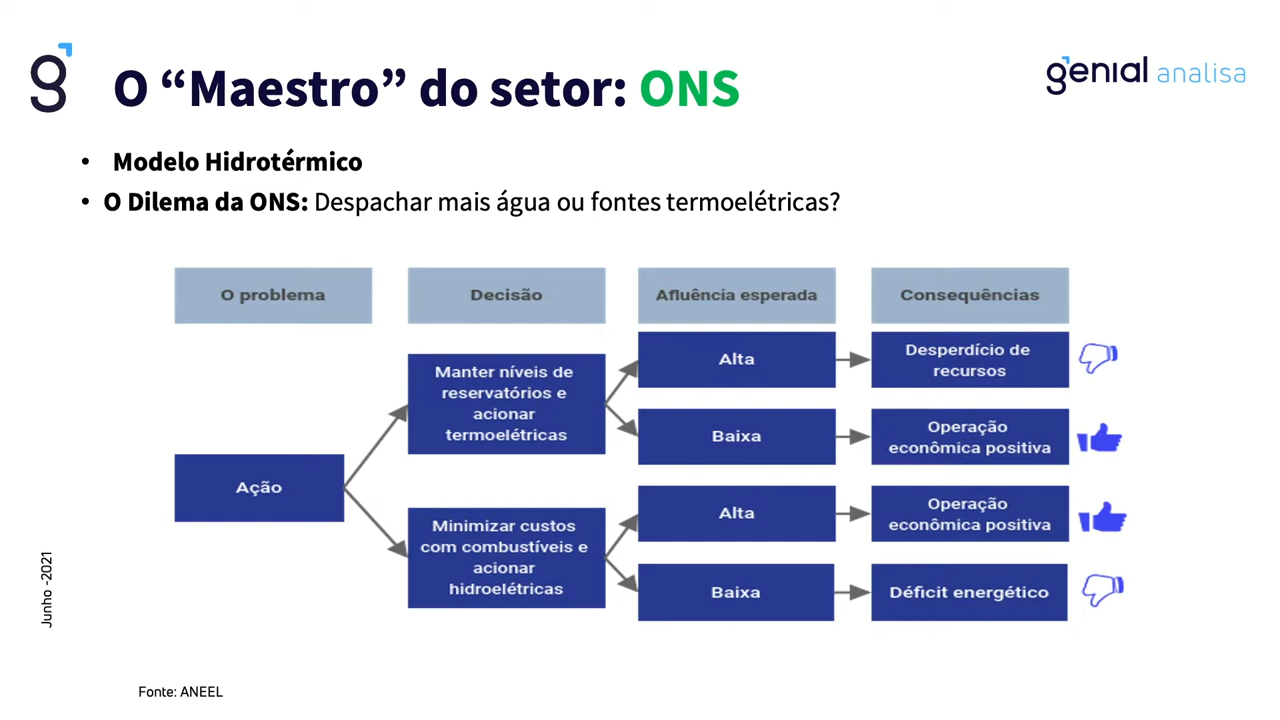 g
O “Maestro” do setor: ONS
genial analisa
• Modelo Hidrotérmico
• O Dilema da ONS: Despachar mais água ou fontes termoelétricas?
O problema
Decisão
Afluência esperada
Consequências
Ação
Manter níveis de
reservatórios e
acionar
termoelétricas
Alta
Desperdício de
recursos
Baixa
Operação
econômica positiva
Minimizar custos
com combustíveis e
acionar
hidroelétricas
Alta
Operação
econômica positiva
Baixa
Déficit energético
Junho -2021
Fonte: ANEEL